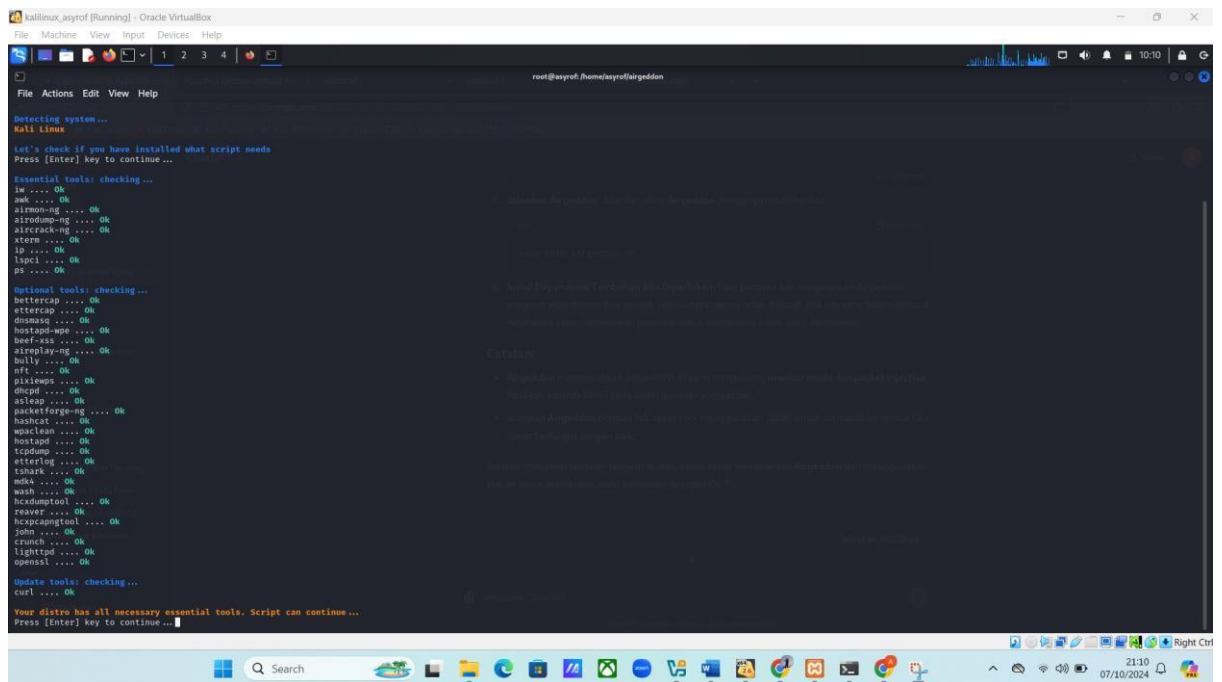 kalilinux_asyrof [Running] - Oracle VirtualBox
File Machine View Input Devices Help
1 2 3 4
10:10
root@asyrof: /home/asyrof/airgeddon
File Actions Edit View Help
Detecting system...
Kali Linux
Let's check if you have installed what script needs
Press [Enter] key to continue...
Essential tools: checking...
iw .... Ok
awk .... Ok
airmon-ng .... Ok
airodump-ng .... Ok
aircrack-ng .... Ok
xterm .... Ok
ip .... Ok
lspci .... Ok
ps .... Ok
Optional tools: checking...
bettercap .... Ok
ettercap .... Ok
dnsmasq .... Ok
hostapd-wpe .... Ok
beef-xss .... Ok
aireplay-ng .... Ok
bully .... Ok
nft .... Ok
pixiewps .... Ok
dhcpd .... Ok
asleap .... Ok
packetforge-ng .... Ok
hashcat .... Ok
wpaclean .... Ok
hostapd .... Ok
tcpdump .... Ok
etterlog .... Ok
tshark .... Ok
mdk4 .... Ok
wash .... Ok
hcxdumptool .... Ok
reaver .... Ok
hcxpcapngtool .... Ok
john .... Ok
crunch .... Ok
lighttpd .... Ok
openssl .... Ok
Update tools: checking...
curl .... Ok
Your distro has all necessary essential tools. Script can continue...
Press [Enter] key to continue...
Right Ctrl
Search
21:10
07/10/2024